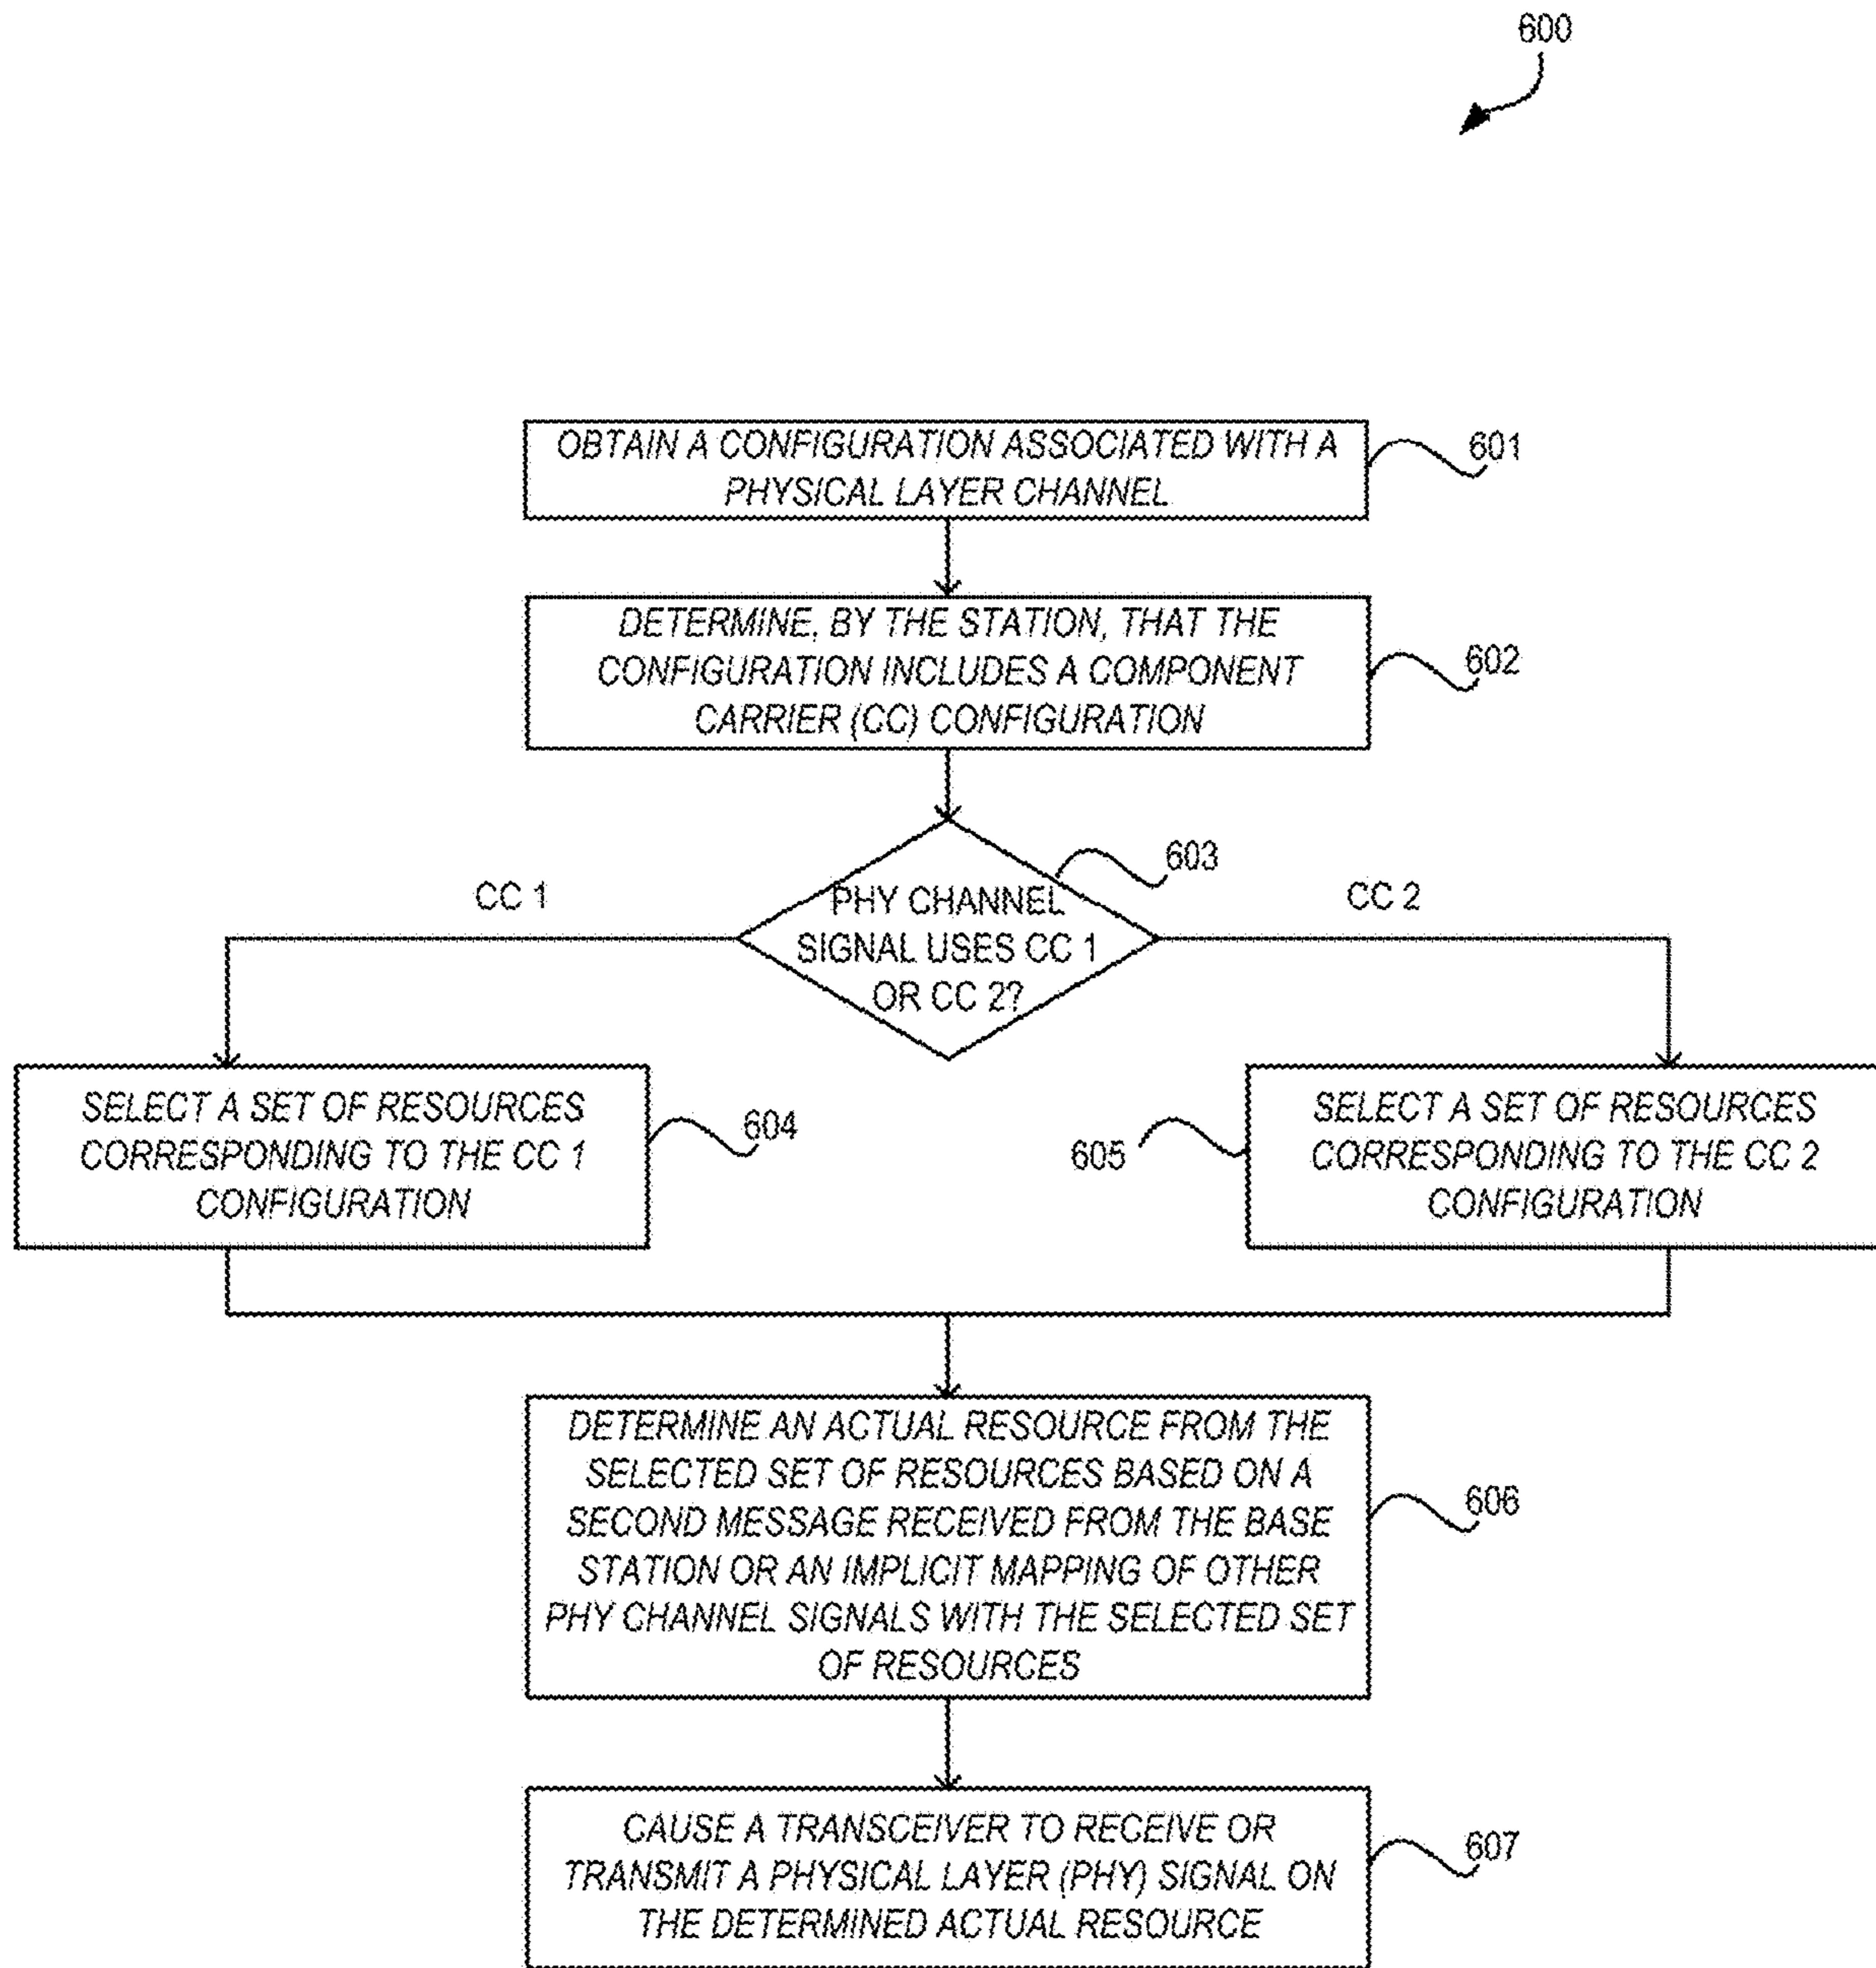 600
OBTAIN A CONFIGURATION ASSOCIATED WITH A
PHYSICAL LAYER CHANNEL
601
DETERMINE, BY THE STATION, THAT THE
CONFIGURATION INCLUDES A COMPONENT
CARRIER (CC) CONFIGURATION
602
603
CC 1
PHY CHANNEL
SIGNAL USES CC 1
OR CC 2?
CC 2
SELECT A SET OF RESOURCES
CORRESPONDING TO THE CC 1
CONFIGURATION
604
605
SELECT A SET OF RESOURCES
CORRESPONDING TO THE CC 2
CONFIGURATION
DETERMINE AN ACTUAL RESOURCE FROM THE
SELECTED SET OF RESOURCES BASED ON A
SECOND MESSAGE RECEIVED FROM THE BASE
STATION OR AN IMPLICIT MAPPING OF OTHER
PHY CHANNEL SIGNALS WITH THE SELECTED SET
OF RESOURCES
606
CAUSE A TRANSCEIVER TO RECEIVE OR
TRANSMIT A PHYSICAL LAYER (PHY) SIGNAL ON
THE DETERMINED ACTUAL RESOURCE
607